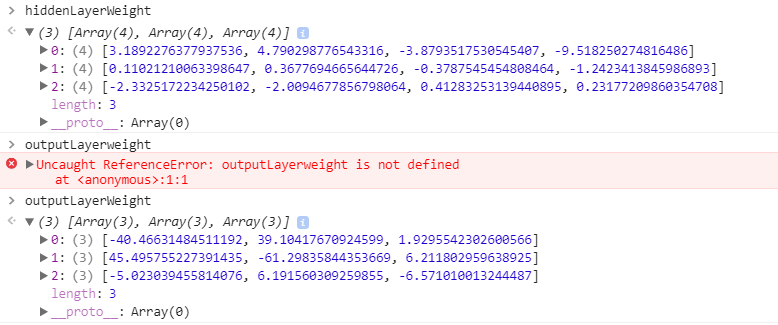 hiddenLayerWeight
(3) [Array(4), Array(4), Array(4)]
0: (4) [3.1892276377937536, 4.790298776543316, -3.8793517530545407, -9.518250274816486]
1: (4) [0.11021210063398647, 0.3677694665644726, -0.3787545454808464, -1.2423413845986893]
2: (4) [-2.3325172234250102, -2.0094677856798064, 0.41283253139440895, 0.23177209860354708]
length: 3
__proto__: Array(0)
outputLayerweight
Uncaught ReferenceError: outputLayerweight is not defined
at <anonymous>:1:1
outputLayerWeight
(3) [Array(3), Array(3), Array(3)]
0: (3) [-40.46631484511192, 39.10417670924599, 1.9295542302600566]
1: (3) [45.495755227391435, -61.29835844353669, 6.211802959638925]
2: (3) [-5.023039455814076, 6.191560309259855, -6.571010013244487]
length: 3
__proto__: Array(0)